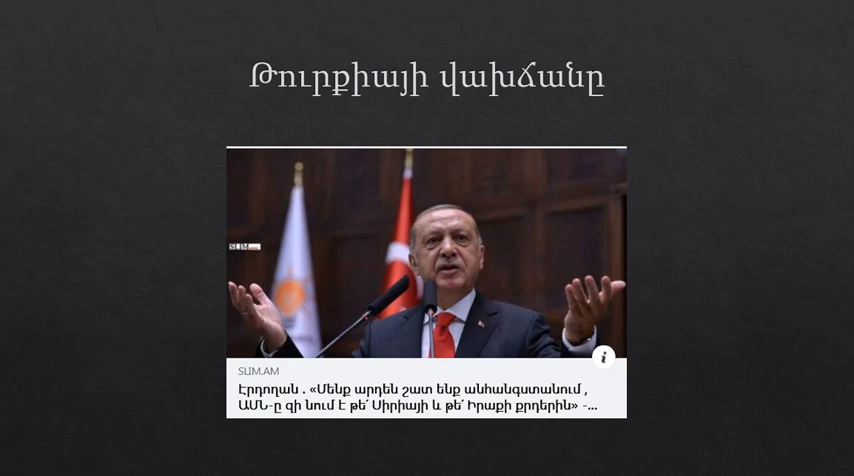 Թուրքիայի վախճանը
SLIM.AM
SLIM.AM
Էրդողան . «Մենք արդեն շատ ենք անհանգստանում ,
ԱՄՆ-ը զի նում է թե՛ Սիրիայի և թե՛ Իրաքի քրդերին» -...